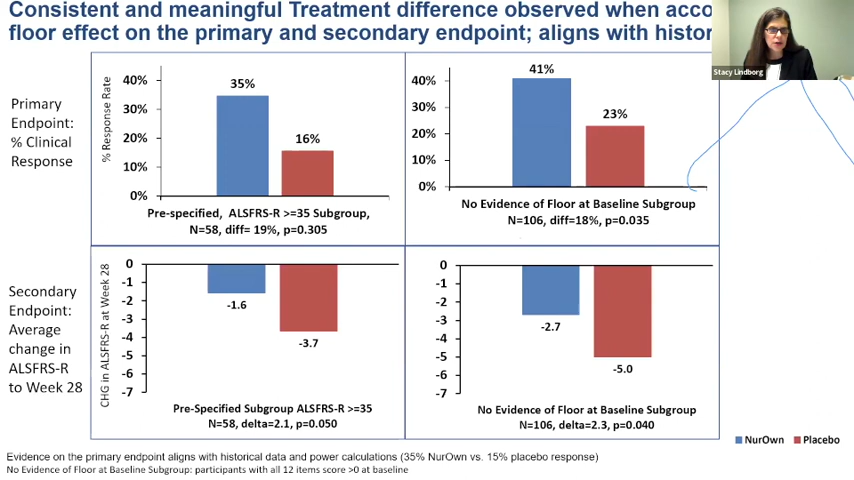 Consistent and meaningful Treatment difference observed when acco
floor effect on the primary and secondary endpoint; aligns with histor
Stacy Lindborg
Primary
Endpoint:
% Clinical
Response
% Response Rate
40%
30%
20%
10%
0%
35%
16%
Pre-specified, ALSFRS-R >=35 Subgroup,
N=58, diff= 19%, p=0.305
40%
30%
20%
10%
0%
41%
23%
No Evidence of Floor at Baseline Subgroup
N=106, diff=18%, p=0.035
Secondary
Endpoint:
Average
change in
ALSFRS-R
to Week 28
CHG in ALSFRS-R at Week 28
0
-1
-2
-3
-4
-5
-6
-7
-1.6
-3.7
Pre-Specified Subgroup ALSFRS-R >=35
N=58, delta=2.1, p=0.050
0
-1
-2
-3
-4
-5
-6
-7
-2.7
-5.0
No Evidence of Floor at Baseline Subgroup
N=106, delta=2.3, p=0.040
NurOwn Placebo
Evidence on the primary endpoint aligns with historical data and power calculations (35% NurOwn vs. 15% placebo response)
No Evidence of Floor at Baseline Subgroup: participants with all 12 items score >0 at baseline